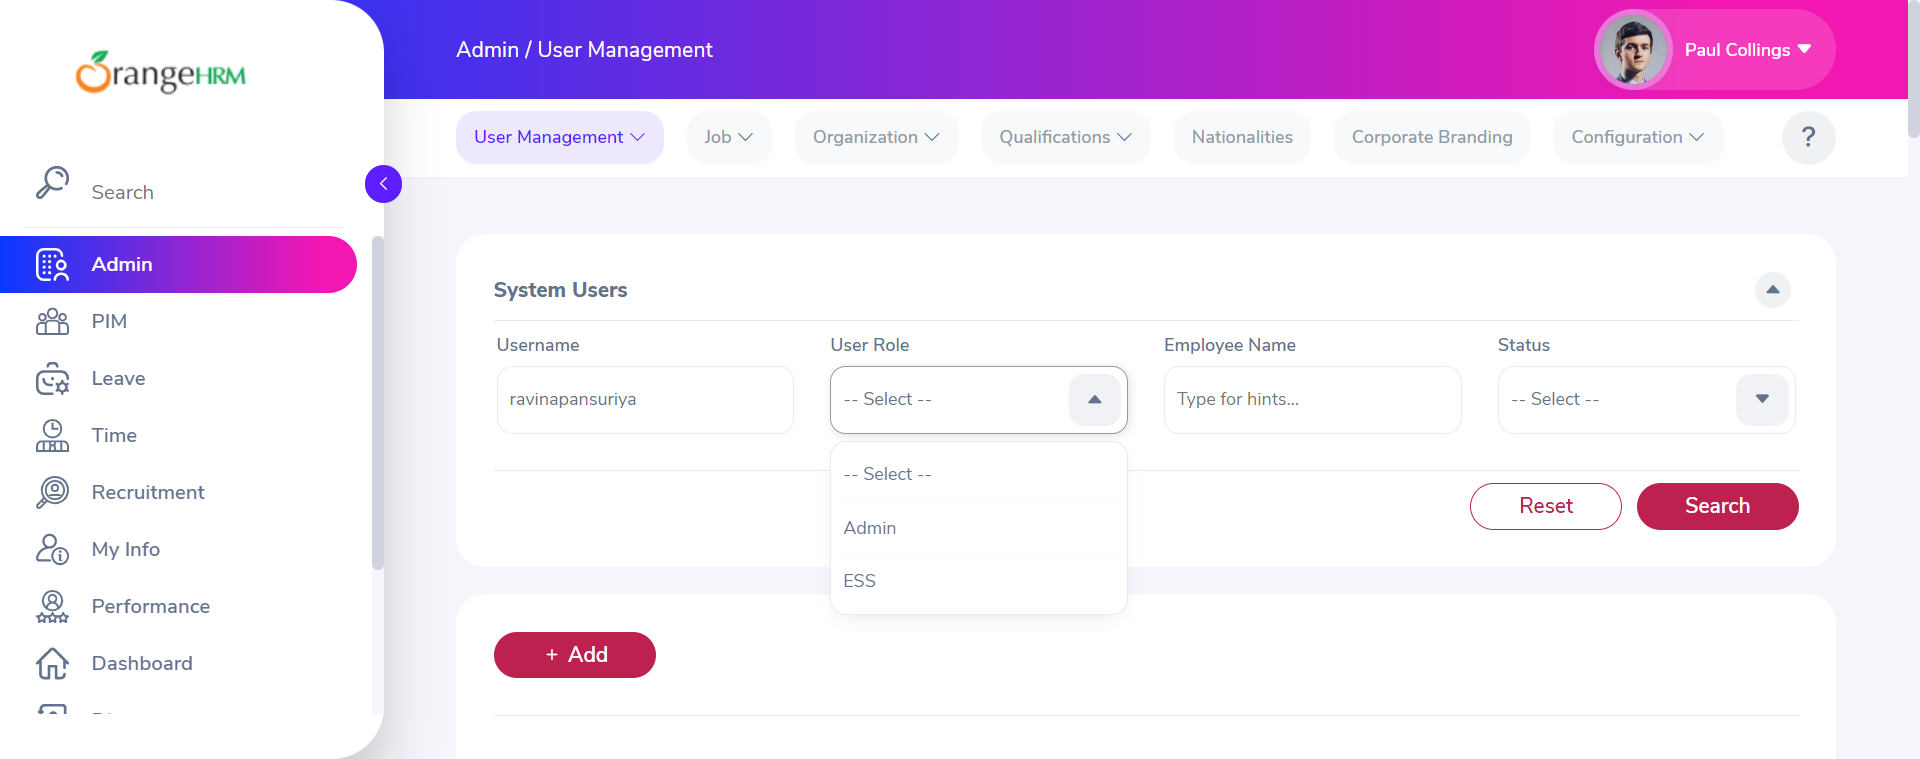 Admin / User Management
Paul Collings
OrangeHRM
User Management
Job
Organization
Qualifications
Nationalities
Corporate Branding
Configuration
?
Search
Admin
PIM
Leave
Time
Recruitment
My Info
Performance
Dashboard
System Users
Username
User Role
Employee Name
Status
ravinapansuriya
-- Select --
Type for hints...
-- Select --
-- Select --
Admin
ESS
Reset
Search
+ Add